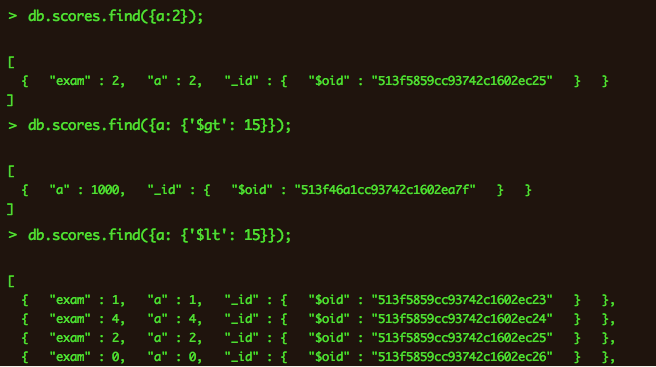 > db.scores.find({a:2});
[
{ "exam" : 2, "a" : 2, "_id" : { "$oid" : "513f5859cc93742c1602ec25" } }
]
> db.scores.find({a: {'$gt': 15}});
[
{ "a" : 1000, "_id" : { "$oid" : "513f46a1cc93742c1602ea7f" } }
]
> db.scores.find({a: {'$lt': 15}});
[
{ "exam" : 1, "a" : 1, "_id" : { "$oid" : "513f5859cc93742c1602ec23" } },
{ "exam" : 4, "a" : 4, "_id" : { "$oid" : "513f5859cc93742c1602ec24" } },
{ "exam" : 2, "a" : 2, "_id" : { "$oid" : "513f5859cc93742c1602ec25" } },
{ "exam" : 0, "a" : 0, "_id" : { "$oid" : "513f5859cc93742c1602ec26" } },